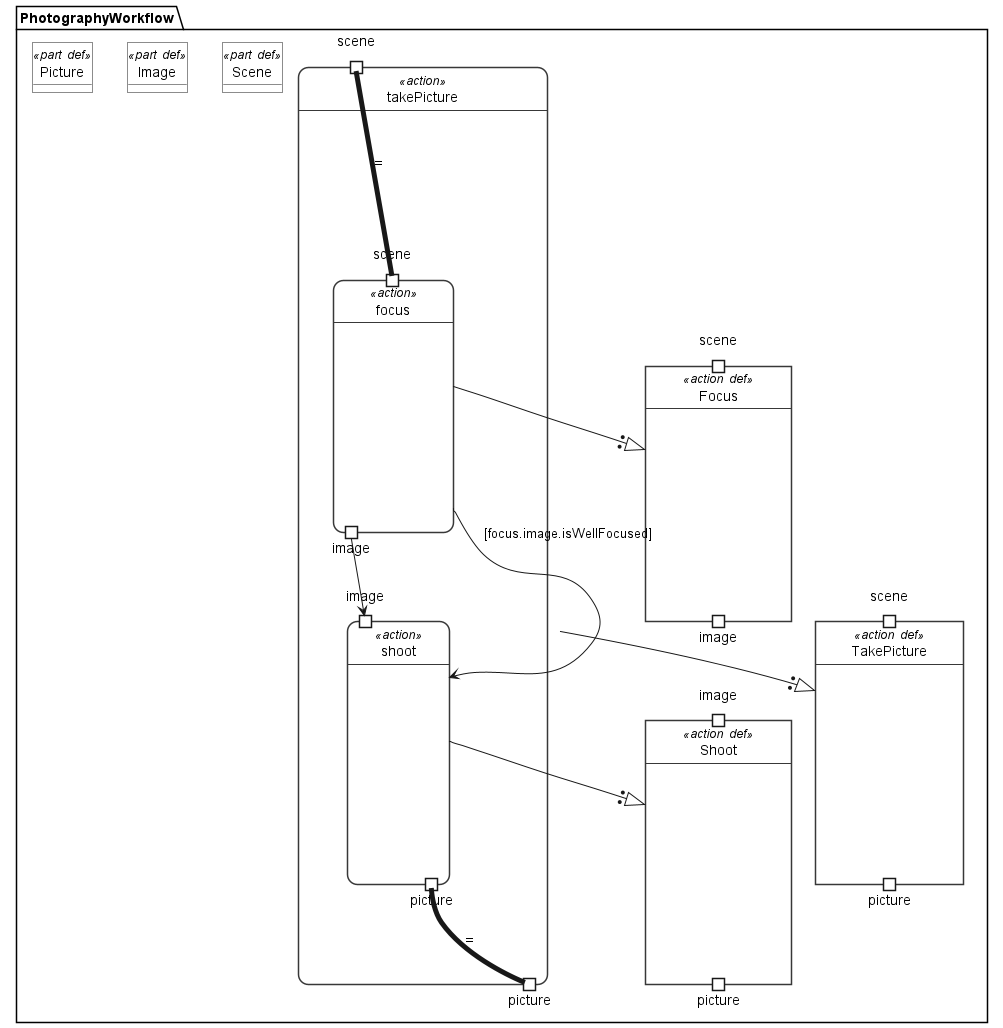 PhotographyWorkflow
«part def»
Picture
«part def»
Image
«part def»
Scene
scene
«action»
takePicture
=
scene
«action»
focus
scene
«action def»
Focus
[focus.image.isWellFocused]
image
image
«action»
shoot
image
scene
«action def»
TakePicture
image
«action def»
Shoot
picture
picture
=
picture
picture